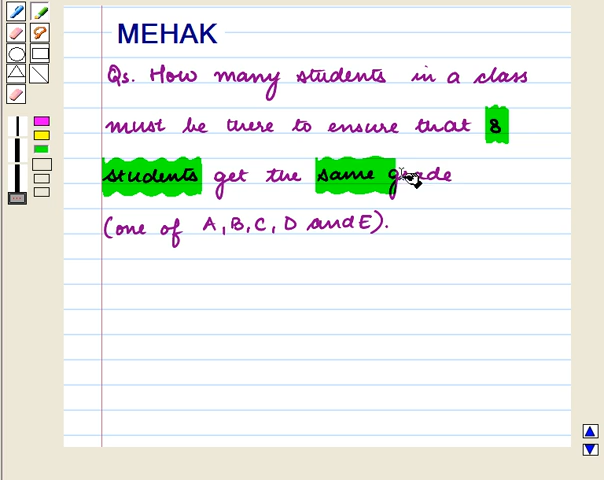 MEHAK
Qs. How many students in a class
must be there to ensure that 8
students get the same grade
(one of A, B, C, D and E).